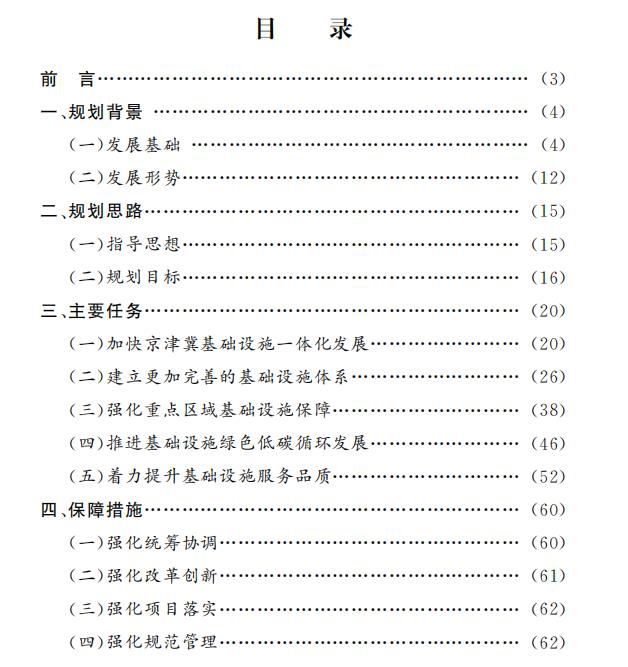 目 录
前 言…………………………………………………………… (3)
一、规划背景 …………………………………………………… (4)
(一)发展基础 ……………………………………………… (4)
(二)发展形势……………………………………………… (12)
二、规划思路…………………………………………………… (15)
(一)指导思想……………………………………………… (15)
(二)规划目标……………………………………………… (16)
三、主要任务…………………………………………………… (20)
(一)加快京津冀基础设施一体化发展…………………… (20)
(二)建立更加完善的基础设施体系……………………… (26)
(三)强化重点区域基础设施保障………………………… (38)
(四)推进基础设施绿色低碳循环发展…………………… (46)
(五)着力提升基础设施服务品质………………………… (52)
四、保障措施…………………………………………………… (60)
(一)强化统筹协调………………………………………… (60)
(二)强化改革创新………………………………………… (61)
(三)强化项目落实………………………………………… (62)
(四)强化规范管理………………………………………… (62)